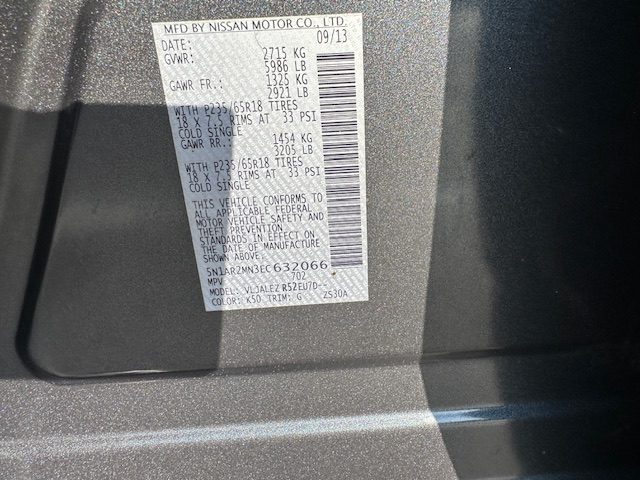 MFD BY NISSAN MOTOR CO., LTD.
DATE: 09/13
GVWR: 2715 KG
5986 LB
GAWR FR.: 1325 KG
2921 LB
WITH P235/65R18 TIRES
18 X 7.5 RIMS AT 33 PSI
COLD SINGLE
GAWR RR.: 1454 KG
3205 LB
WITH P235/65R18 TIRES
18 X 7.5 RIMS AT 33 PSI
COLD SINGLE
THIS VEHICLE CONFORMS TO
ALL APPLICABLE FEDERAL
MOTOR VEHICLE SAFETY AND
THEFT PREVENTION
STANDARDS IN EFFECT ON
THE DATE OF MANUFACTURE
5N1AR2MN3EC632066
MPV 702
MODEL: VLJALEZ R52EU7D--
COLOR: K5D TRIM: G ZS30A